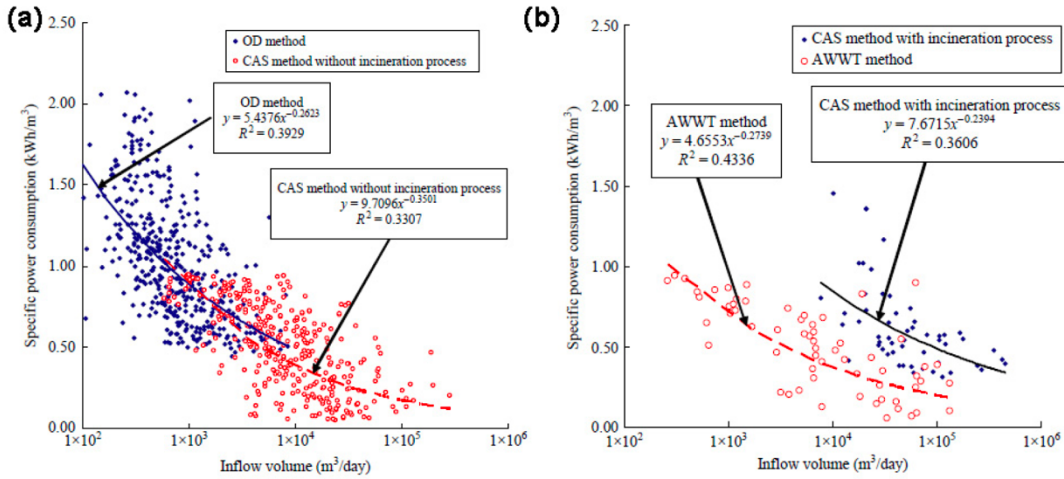 (a)
2.50
2.00
1.50
1.00
0.50
0.00
Specific power consumption (kWh/m³)
OD method
CAS method without incineration process
OD method
y = 5.4376x⁻⁰·²⁶²³
R² = 0.3929
CAS method without incineration process
y = 9.7096x⁻⁰·³⁵⁰¹
R² = 0.3307
1×10² 1×10³ 1×10⁴ 1×10⁵ 1×10⁶
Inflow volume (m³/day)
(b)
2.50
2.00
1.50
1.00
0.50
0.00
Specific power consumption (kWh/m³)
CAS method with incineration process
AWWT method
AWWT method
y = 4.6553x⁻⁰·²⁷³⁹
R² = 0.4336
CAS method with incineration process
y = 7.6715x⁻⁰·²³⁹⁴
R² = 0.3606
1×10² 1×10³ 1×10⁴ 1×10⁵ 1×10⁶
Inflow volume (m³/day)